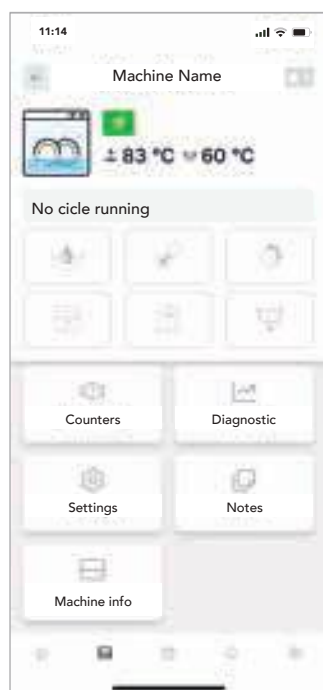 11:14
Machine Name
83 °C 60 °C
No cicle running
Counters
Diagnostic
Settings
Notes
Machine info